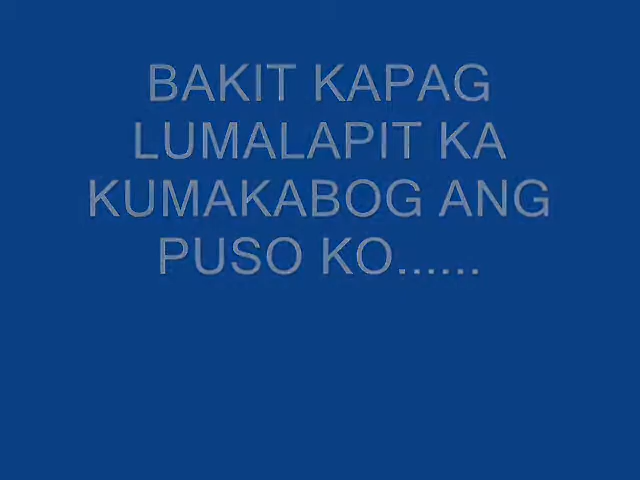 BAKIT KAPAG
LUMALAPIT KA
KUMAKABOG ANG
PUSO KO......